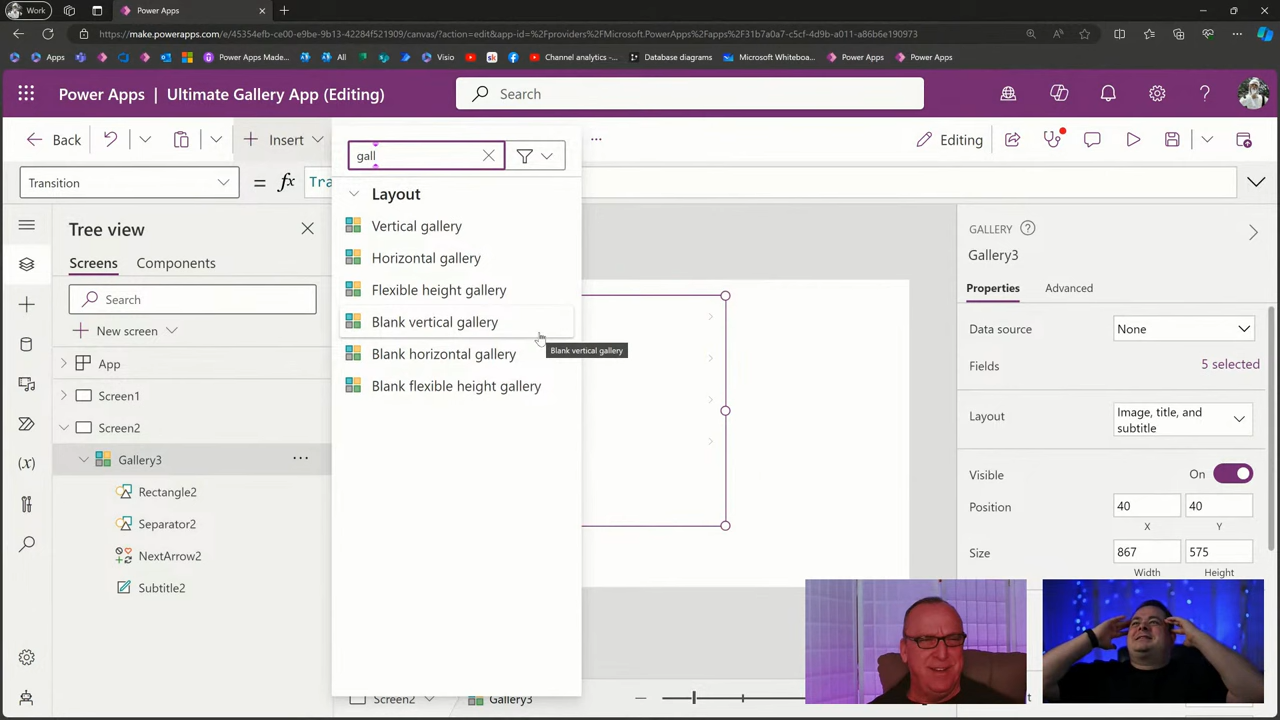 Work
Power Apps
https://make.powerapps.com/e/45354efb-ce00-e9be-9b13-42284f521909/canvas/?action=edit&app-id=%2Fproviders%2FMicrosoft.PowerApps%2Fapps%2F31b7a0a7-c5cf-4d9b-a011-a86b6e190973
Apps
All
Visio
PowerApps Made...
Channel analytics -...
Database diagrams
Microsoft Whiteboa...
Power Apps
Power Apps
Power Apps | Ultimate Gallery App (Editing)
Search
Back
Insert
Editing
gall
Transition
= fx Tra
Tree view
Screens
Components
Search
New screen
App
Screen1
Screen2
Gallery3
Rectangle2
Separator2
NextArrow2
Subtitle2
Layout
Vertical gallery
Horizontal gallery
Flexible height gallery
Blank vertical gallery
Blank vertical gallery
Blank horizontal gallery
Blank flexible height gallery
GALLERY
Gallery3
Properties
Advanced
Data source
None
Fields
5 selected
Layout
Image, title, and
subtitle
Visible
On
Position
40
40
X
Y
Size
867
575
Width
Height
Screen2
Gallery3